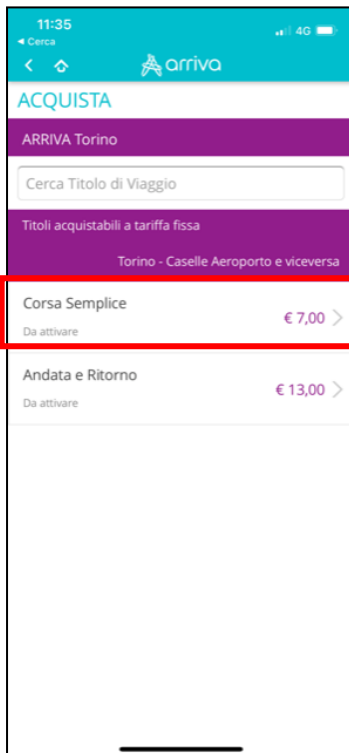 11:35
4G
Cerca
arriva
ACQUISTA
ARRIVA Torino
Cerca Titolo di Viaggio
Titoli acquistabili a tariffa fissa
Torino - Caselle Aeroporto e viceversa
Corsa Semplice
€ 7,00
Da attivare
Andata e Ritorno
€ 13,00
Da attivare